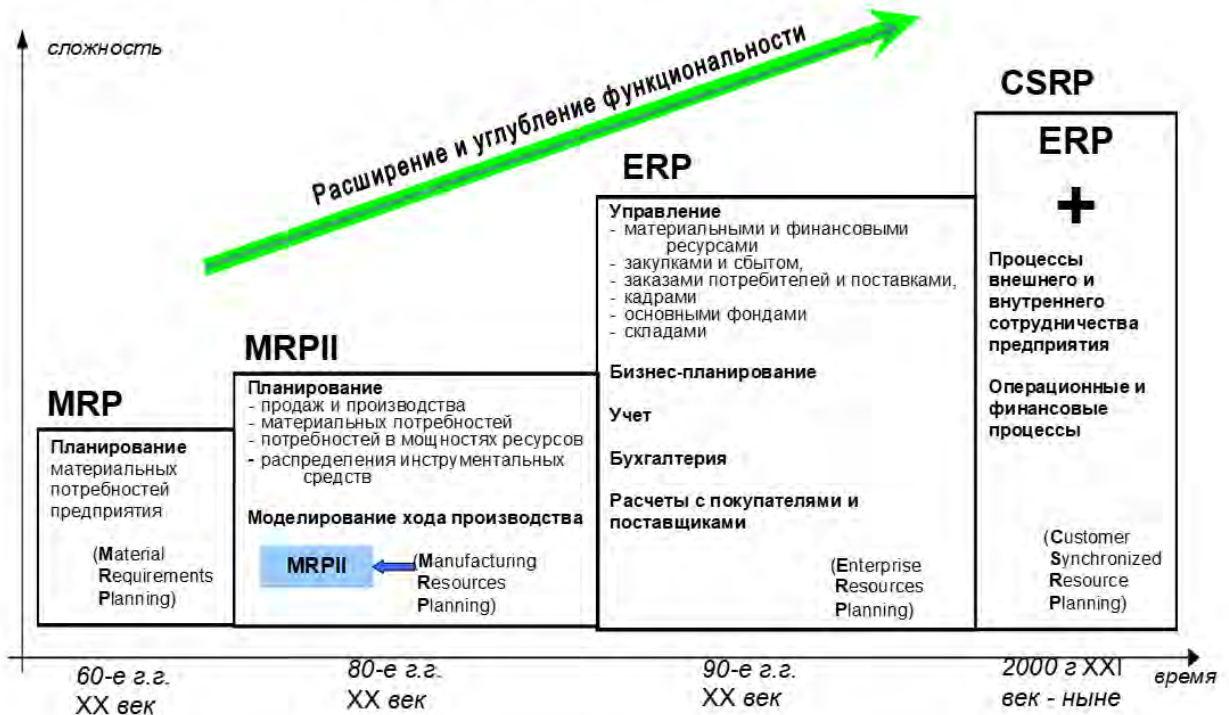 сложность
Расширение и углубление функциональности
MRP
Планирование
материальных
потребностей
предприятия
(Material
Requirements
Planning)
MRPII
Планирование
- продаж и производства
- материальных потребностей
- потребностей в мощностях ресурсов
- распределения инструментальных
средств
Моделирование хода производства
MRPII
(Manufacturing
Resources
Planning)
ERP
Управление
- материальными и финансовыми
ресурсами
- закупками и сбытом,
- заказами потребителей и поставками,
- кадрами
- основными фондами
- складами
Бизнес-планирование
Учет
Бухгалтерия
Расчеты с покупателями и
поставщиками
(Enterprise
Resources
Planning)
CSRP
ERP
+
Процессы
внешнего и
внутреннего
сотрудничества
предприятия
Операционные и
финансовые
процессы
(Customer
Synchronized
Resource
Planning)
60-е г.г.
XX век
80-е г.г.
XX век
90-е г.г.
XX век
2000 г XXI
век - ныне
время